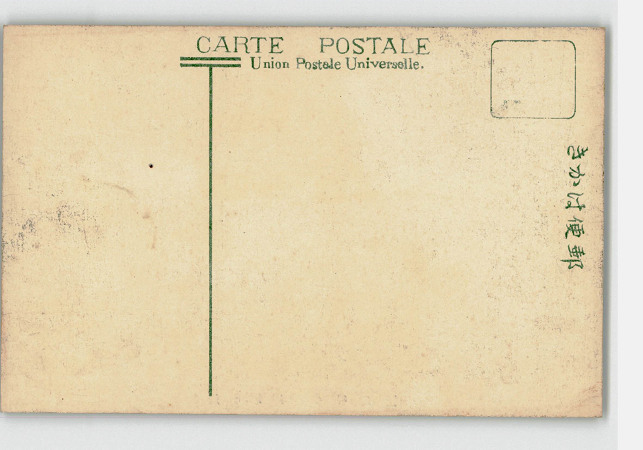 CARTE POSTALE
Union Postale Universelle.
きかは便郵